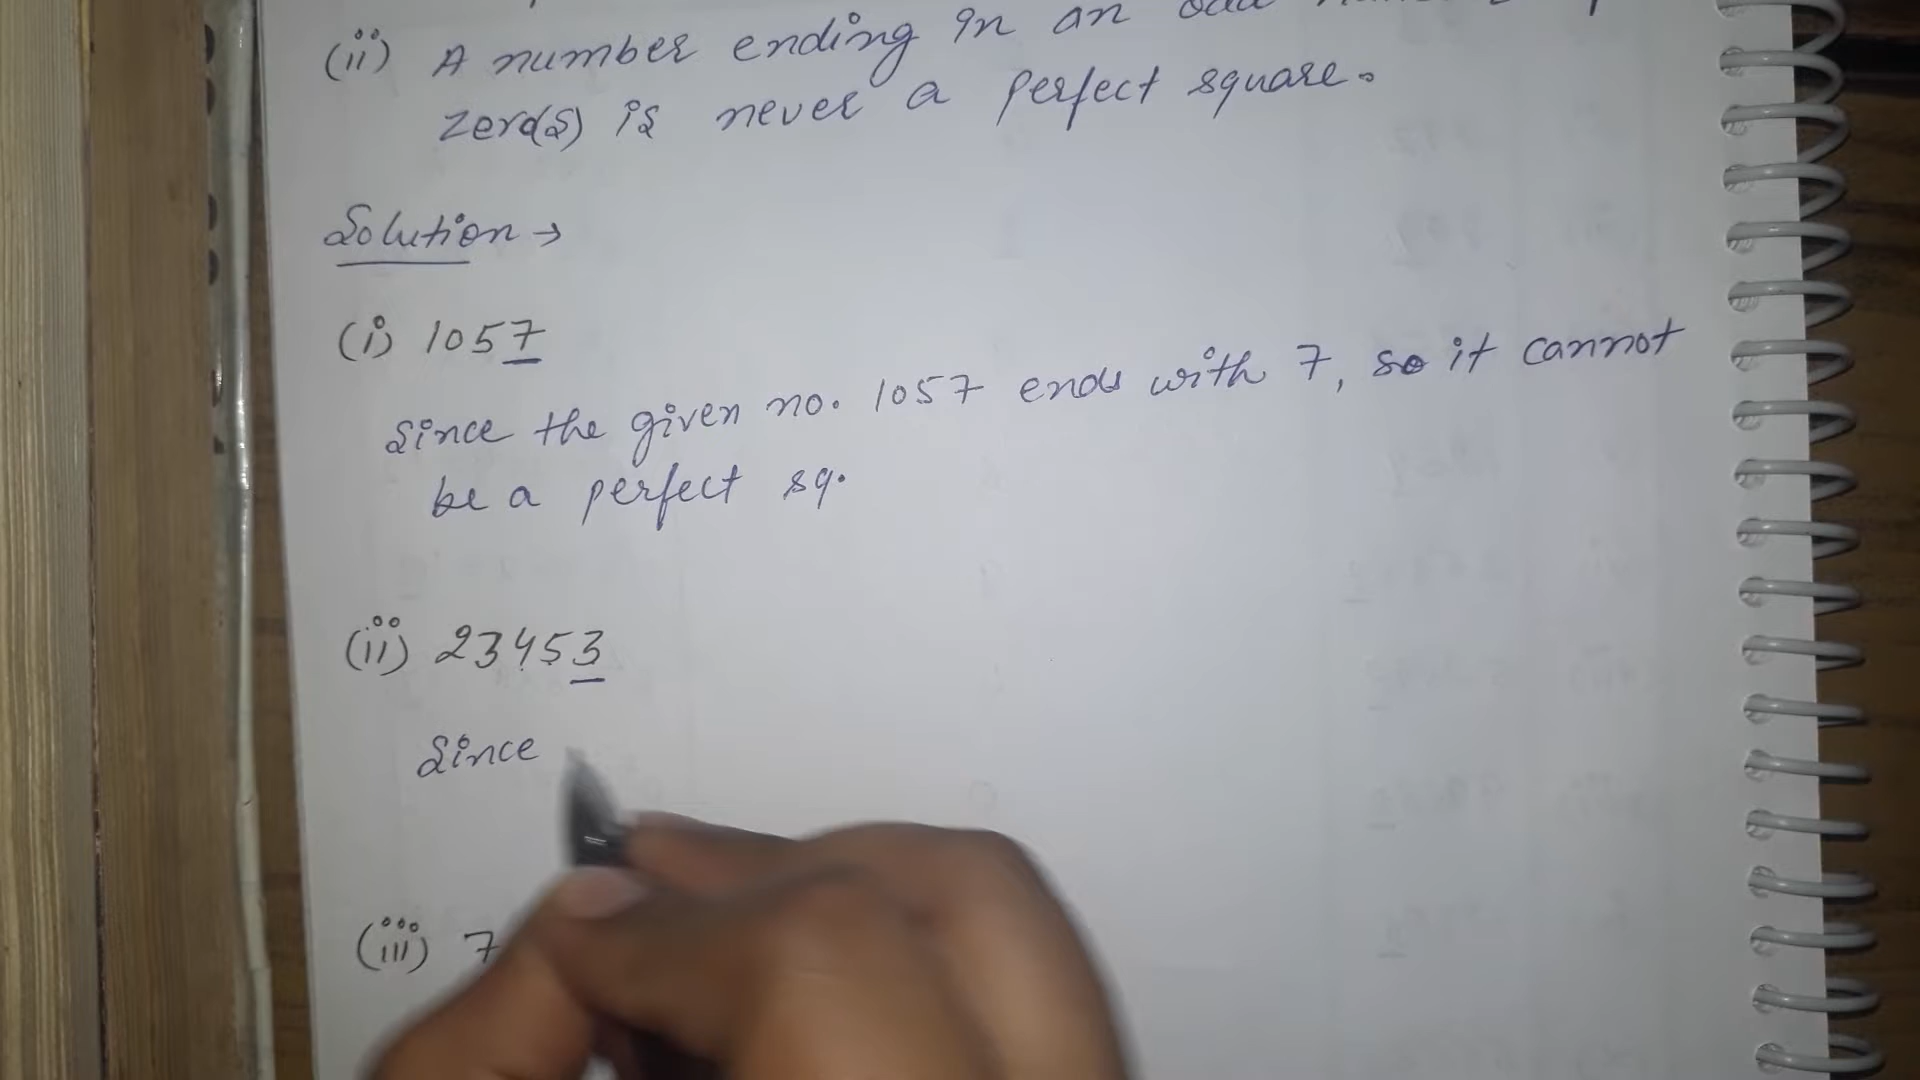 (ii) A number ending in an odd
zero(s) is never a perfect square.
Solution →
(i) 1057
Since the given no. 1057 ends with 7, so it cannot
be a perfect sq.
(ii) 23453
Since
(iii) 7